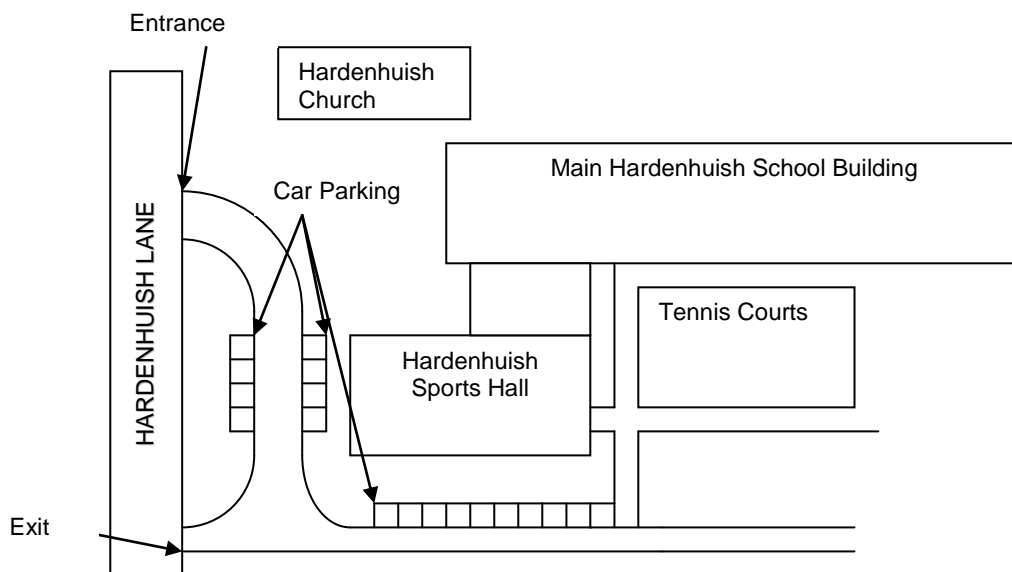 Entrance
Hardenhuish
Church
Main Hardenhuish School Building
Car Parking
HARDENHUISH LANE
Tennis Courts
Hardenhuish
Sports Hall
Exit